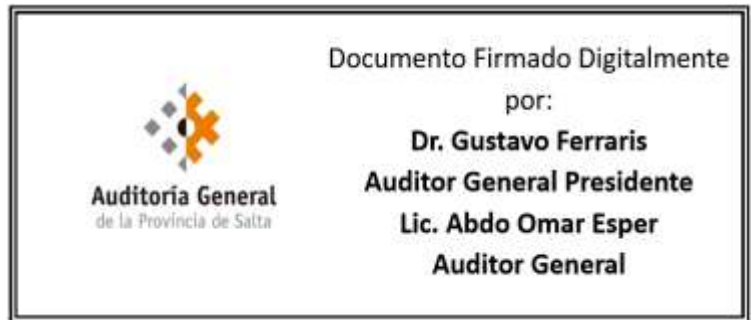 Auditoría General
de la Provincia de Salta
Documento Firmado Digitalmente
por:
Dr. Gustavo Ferraris
Auditor General Presidente
Lic. Abdo Omar Esper
Auditor General